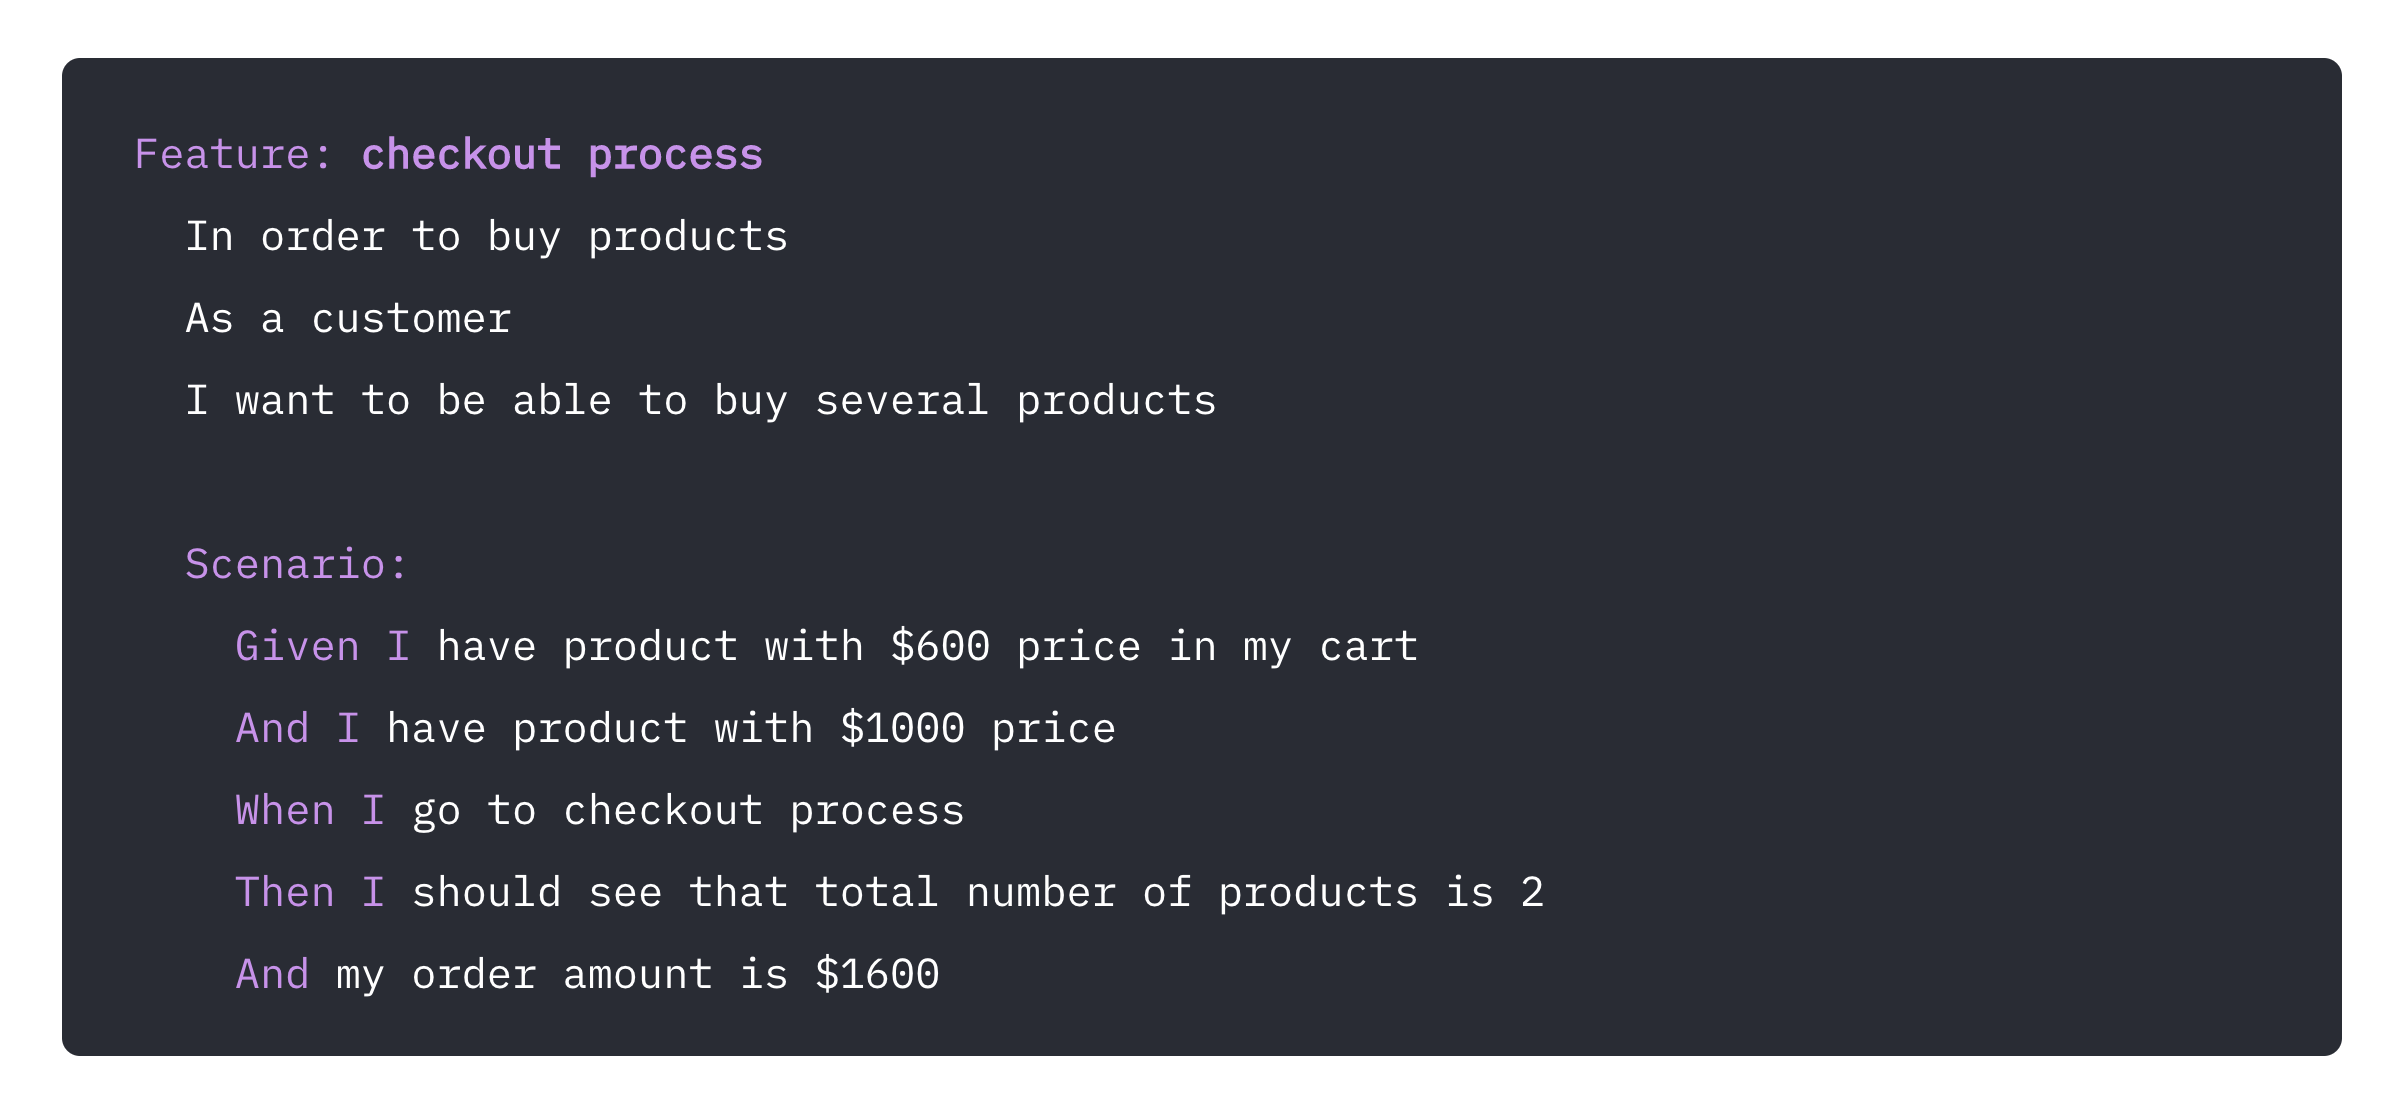 Feature: checkout process
In order to buy products
As a customer
I want to be able to buy several products
Scenario:
Given I have product with $600 price in my cart
And I have product with $1000 price
When I go to checkout process
Then I should see that total number of products is 2
And my order amount is $1600